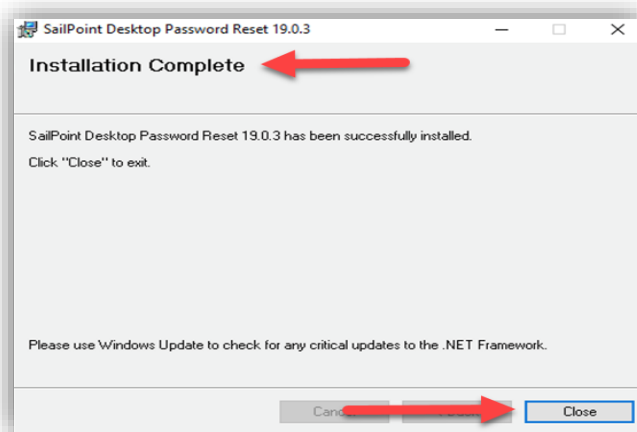 SailPoint Desktop Password Reset 19.0.3
Installation Complete
SailPoint Desktop Password Reset 19.0.3 has been successfully installed.
Click "Close" to exit.
Please use Windows Update to check for any critical updates to the .NET Framework.
Close